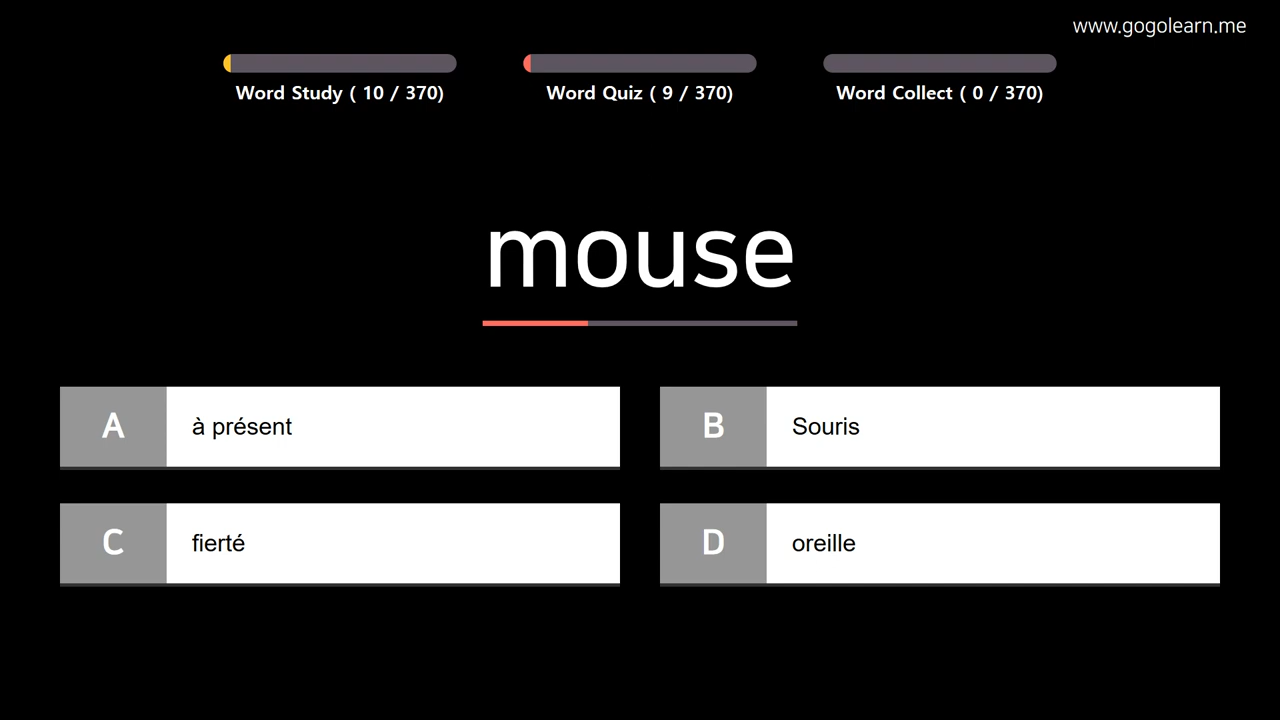 www.gogolearn.me
Word Study ( 10 / 370)
Word Quiz ( 9 / 370)
Word Collect ( 0 / 370)
mouse
A
à présent
B
Souris
C
fierté
D
oreille